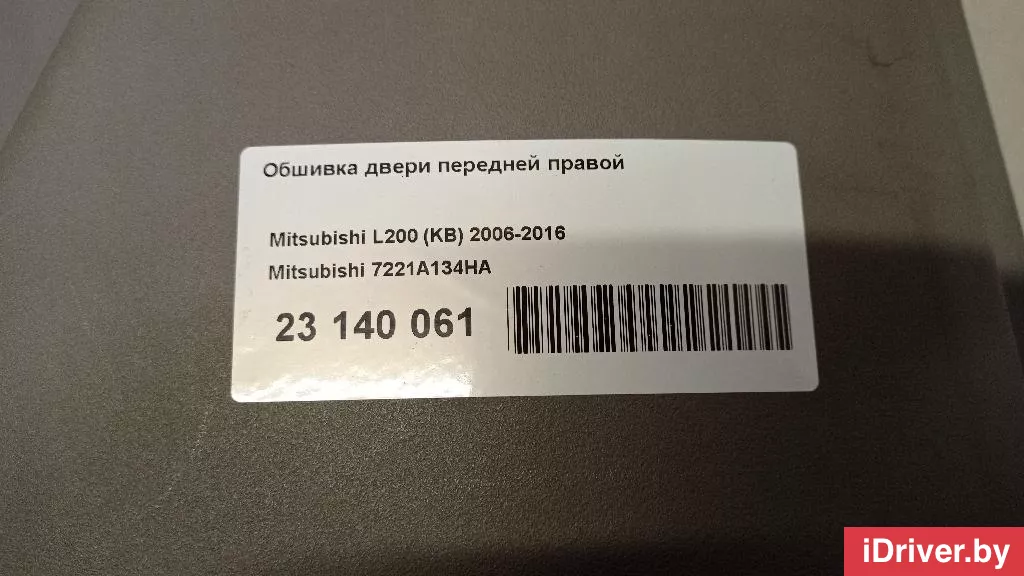 Обшивка двери передней правой
Mitsubishi L200 (KB) 2006-2016
Mitsubishi 7221A134HA
23 140 061
iDriver.by